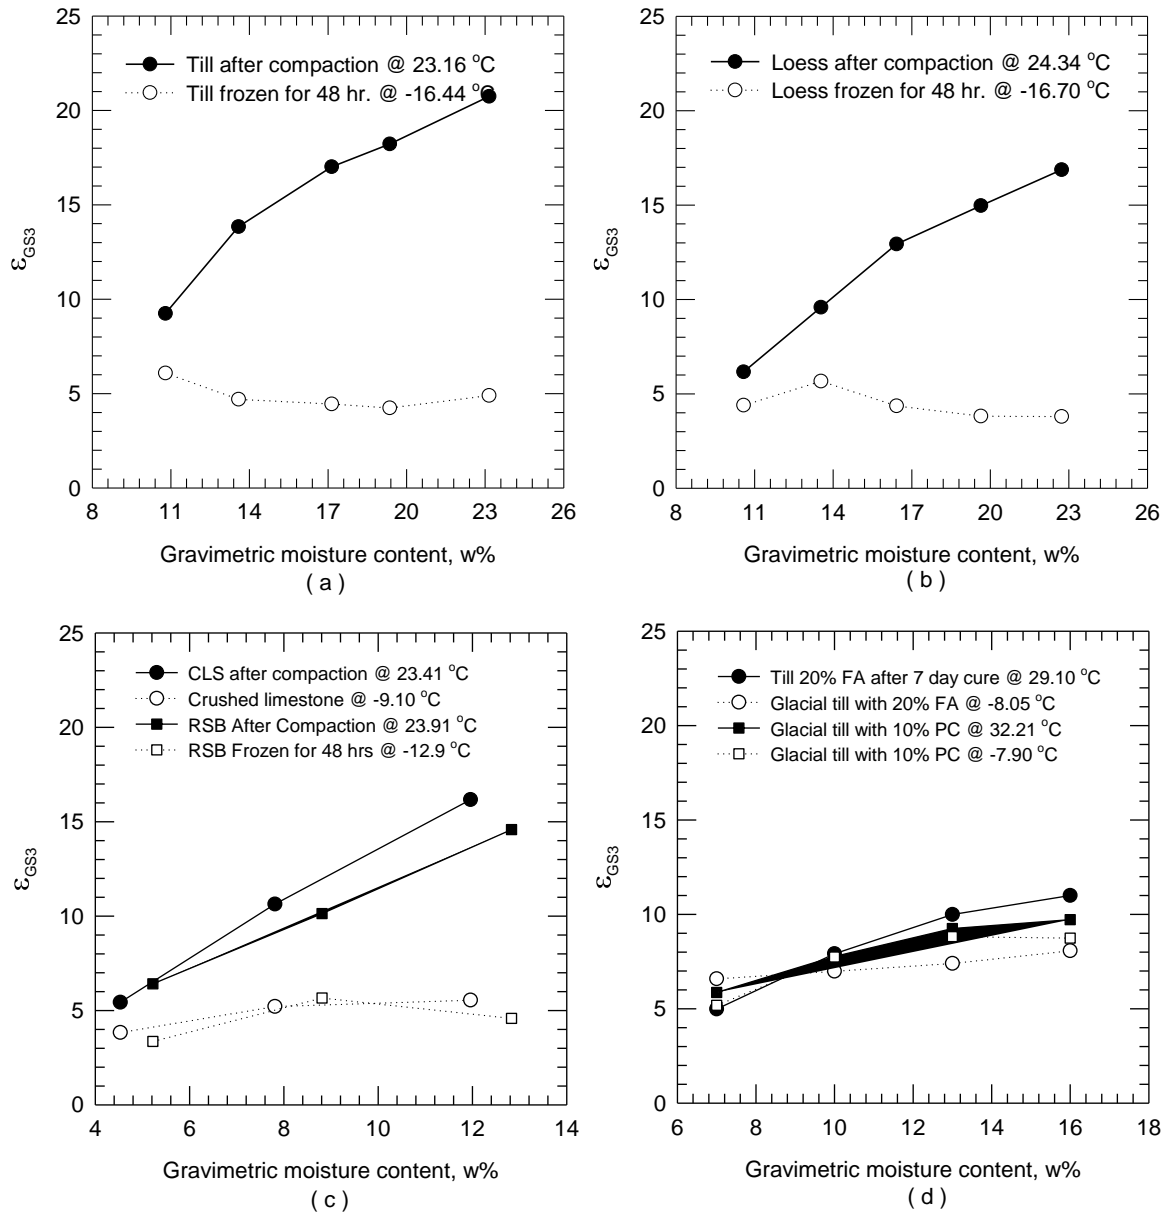 25
20
15
10
5
0
ε GS3
Till after compaction @ 23.16 °C
Till frozen for 48 hr. @ -16.44 °C
8 11 14 17 20 23 26
Gravimetric moisture content, w%
( a )
25
20
15
10
5
0
ε GS3
Loess after compaction @ 24.34 °C
Loess frozen for 48 hr. @ -16.70 °C
8 11 14 17 20 23 26
Gravimetric moisture content, w%
( b )
25
20
15
10
5
0
ε GS3
CLS after compaction @ 23.41 °C
Crushed limestone @ -9.10 °C
RSB After Compaction @ 23.91 °C
RSB Frozen for 48 hrs @ -12.9 °C
4 6 8 10 12 14
Gravimetric moisture content, w%
( c )
25
20
15
10
5
0
ε GS3
Till 20% FA after 7 day cure @ 29.10 °C
Glacial till with 20% FA @ -8.05 °C
Glacial till with 10% PC @ 32.21 °C
Glacial till with 10% PC @ -7.90 °C
6 8 10 12 14 16 18
Gravimetric moisture content, w%
( d )